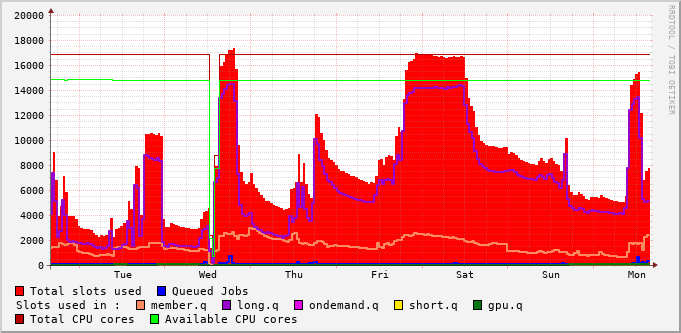 20000
18000
16000
14000
12000
10000
8000
6000
4000
2000
0
Tue Wed Thu Fri Sat Sun Mon
Total slots used Queued Jobs
Slots used in : member.q long.q ondemand.q short.q gpu.q
Total CPU cores Available CPU cores
RRDTOOL / TOBI OETIKER